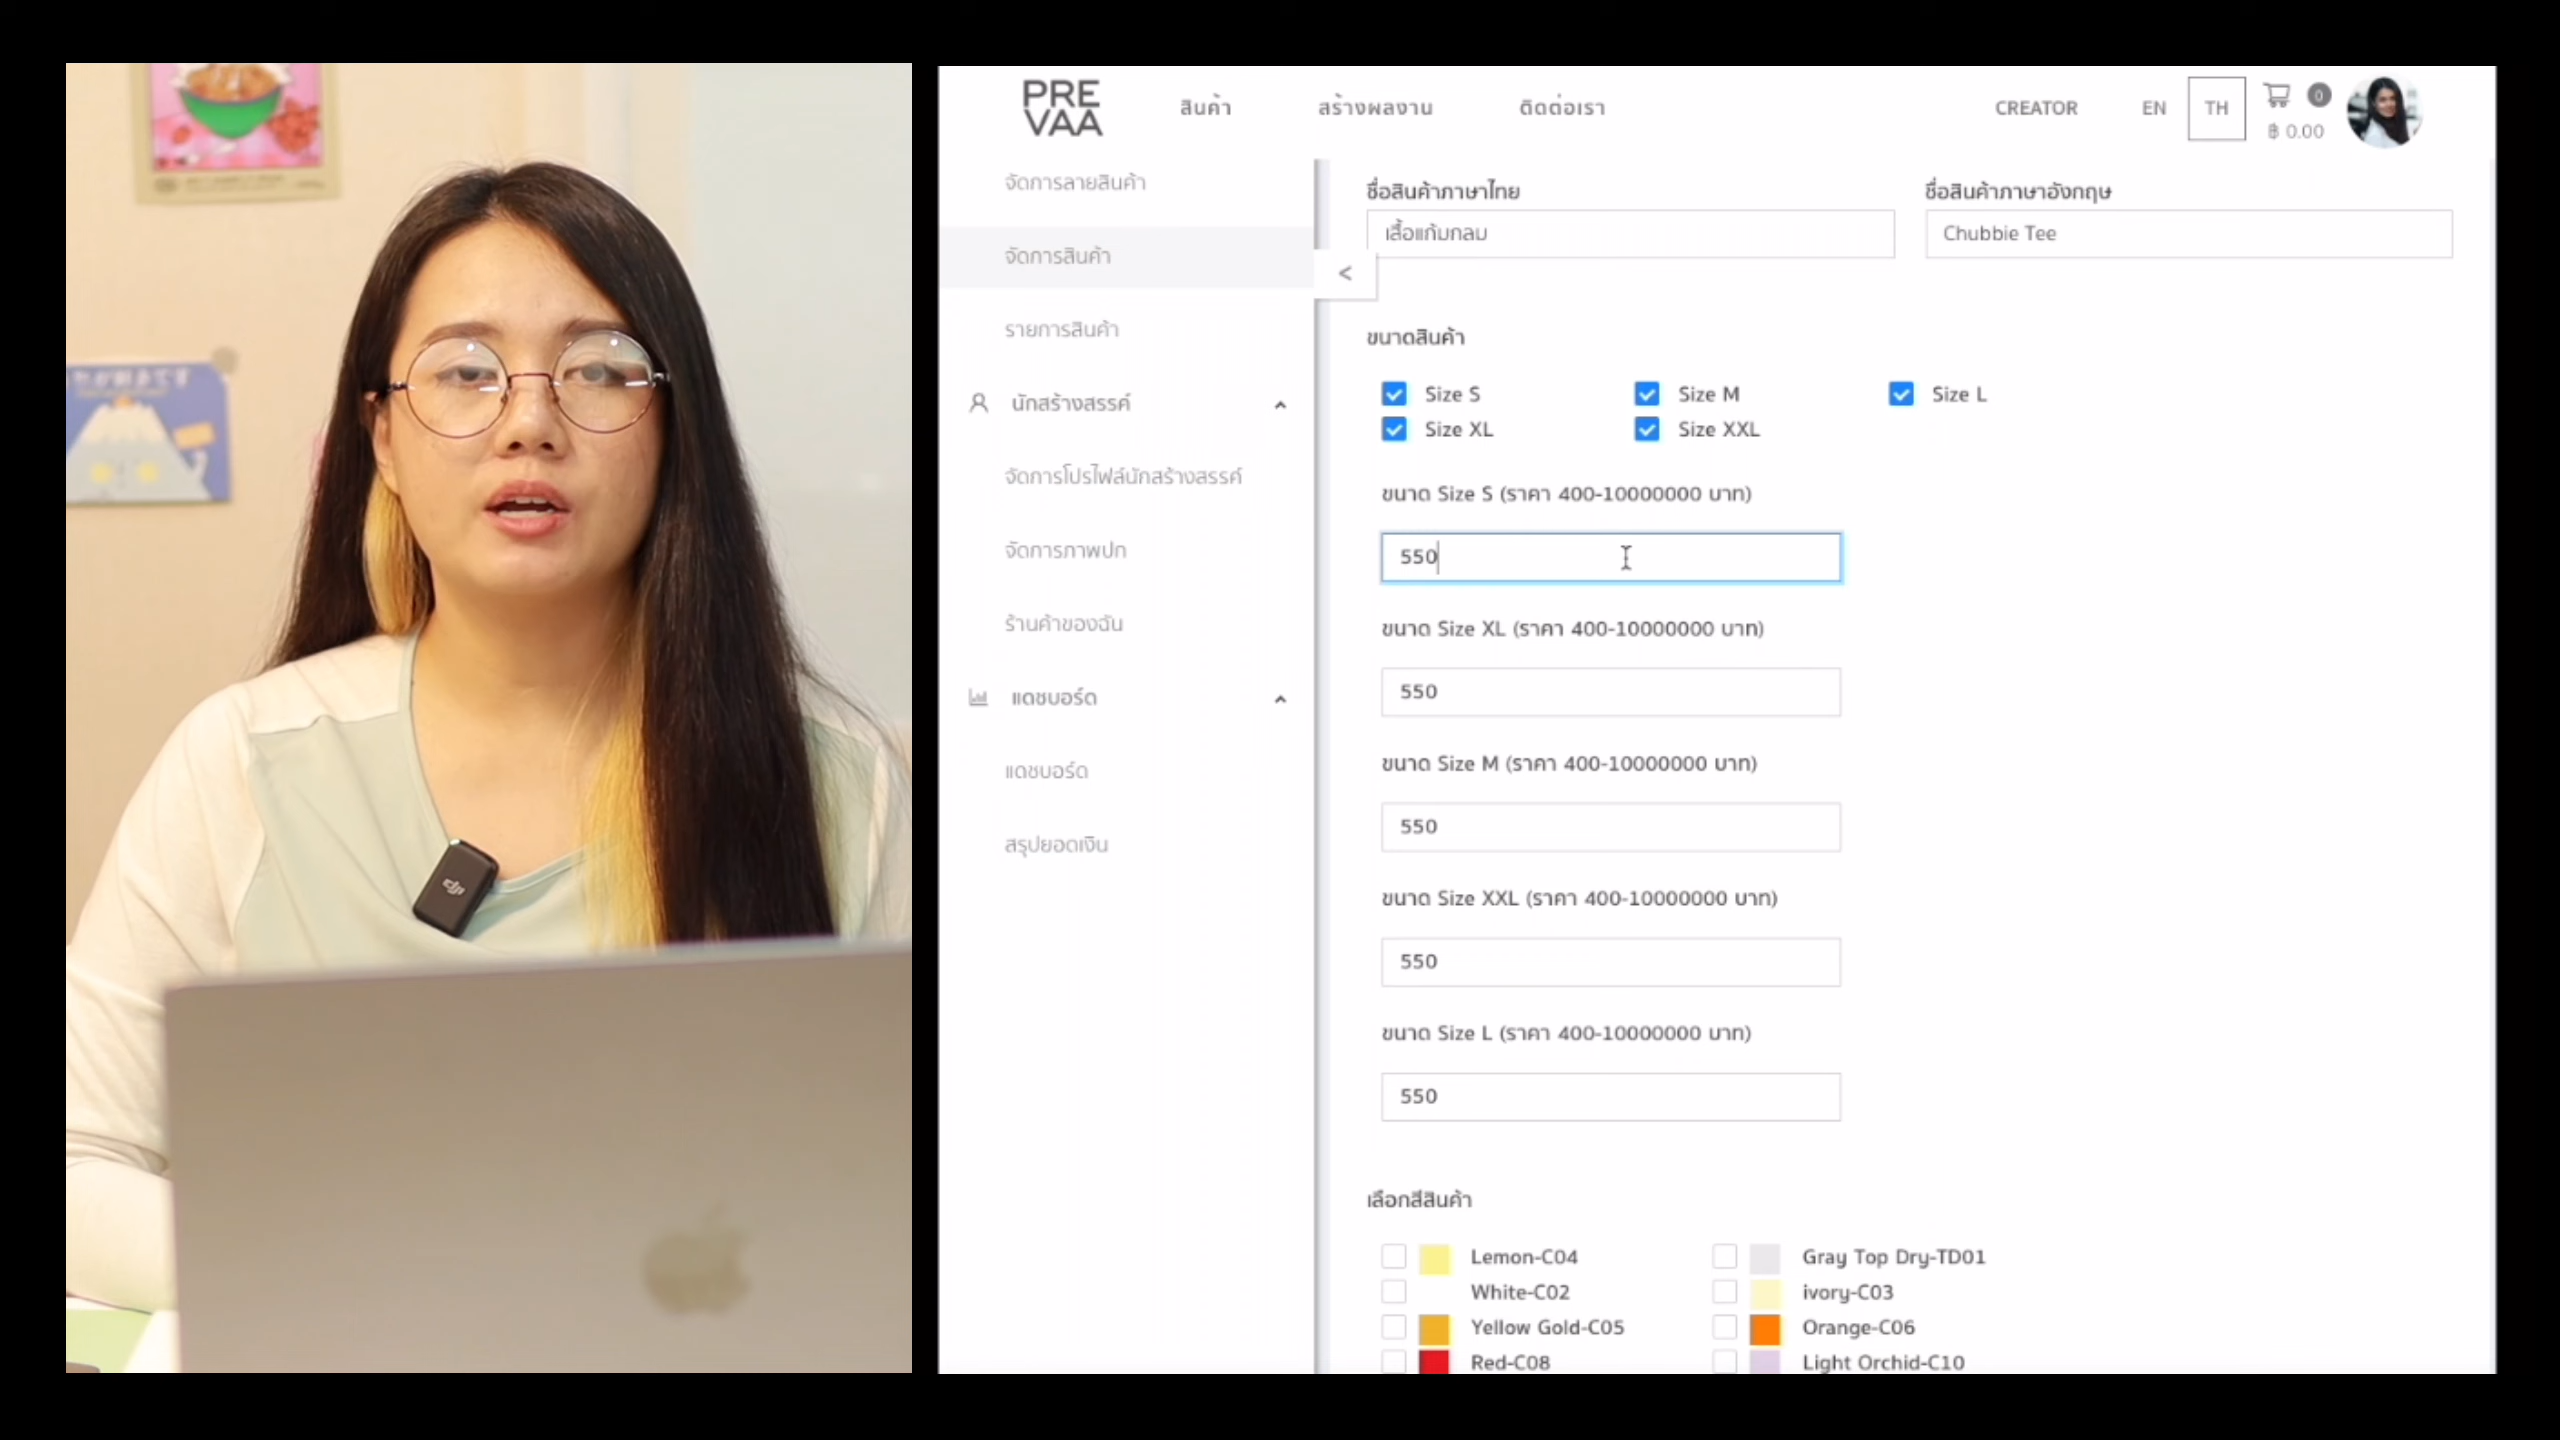 PRE
VAA
สินค้า
สร้างผลงาน
ติดต่อเรา
CREATOR
EN
TH
0
฿ 0.00
จัดการลายสินค้า
จัดการสินค้า
รายการสินค้า
นักสร้างสรรค์
จัดการโปรไฟล์นักสร้างสรรค์
จัดการภาพปก
ร้านค้าของฉัน
แดชบอร์ด
แดชบอร์ด
สรุปยอดเงิน
<
ชื่อสินค้าภาษาไทย
ชื่อสินค้าภาษาอังกฤษ
เสื้อแก้มกลม
Chubbie Tee
ขนาดสินค้า
Size S
Size M
Size L
Size XL
Size XXL
ขนาด Size S (ราคา 400-10000000 บาท)
550
ขนาด Size XL (ราคา 400-10000000 บาท)
550
ขนาด Size M (ราคา 400-10000000 บาท)
550
ขนาด Size XXL (ราคา 400-10000000 บาท)
550
ขนาด Size L (ราคา 400-10000000 บาท)
550
เลือกสีสินค้า
Lemon-C04
Gray Top Dry-TD01
White-C02
ivory-C03
Yellow Gold-C05
Orange-C06
Red-C08
Light Orchid-C10
dji